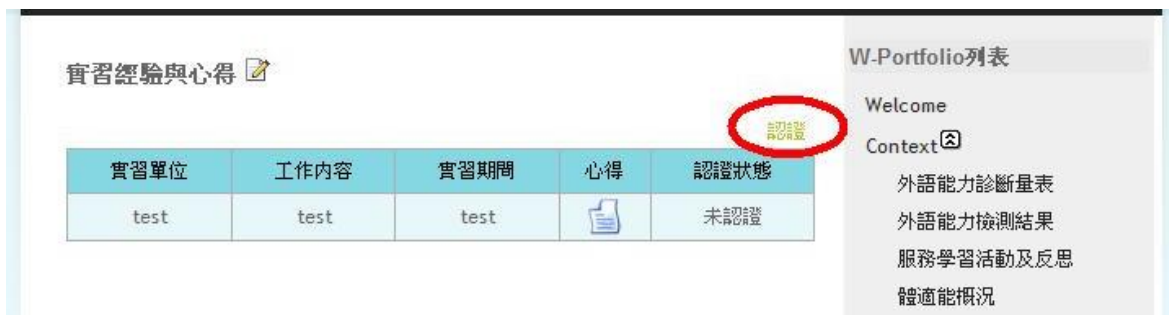 實習經驗與心得
認證
實習單位 工作內容 實習期間 心得 認證狀態
test test test 未認證
W-Portfolio列表
Welcome
Context
外語能力診斷量表
外語能力檢測結果
服務學習活動及反思
體適能概況